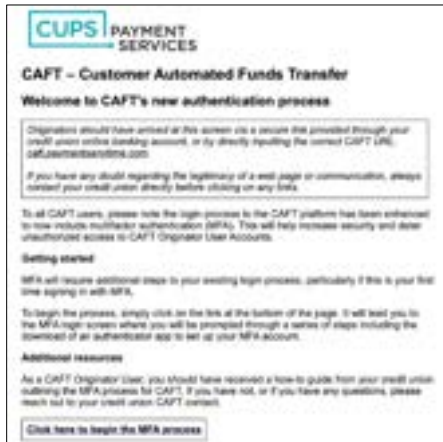 CUPS PAYMENT
SERVICES
CAFT – Customer Automated Funds Transfer
Welcome to CAFT's new authentication process
Originators should have arrived at this screen via a secure link provided through your
credit union online banking account, or by directly inputting the correct CAFT URL
If you have any doubt regarding the legitimacy of a web page or communication, always
contact your credit union directly before clicking on any links.
To all CAFT users, please note the login process to the CAFT platform has been enhanced
to now include multifactor authentication (MFA). This will help increase security and deter
unauthorized access to CAFT Originator User Accounts.
Getting started
MFA will require additional steps to your existing login process, particularly if this is your first
time signing in with MFA.
To begin the process, simply click on the link at the bottom of the page. It will lead you to
the MFA login screen where you will be prompted through a series of steps including the
download of an authenticator app to set up your MFA account.
Additional resources
As a CAFT Originator User, you should have received a how-to guide from your credit union
outlining the MFA process for CAFT. If you have not, or if you have any questions, please
reach out to your credit union CAFT contact.
Click here to begin the MFA process